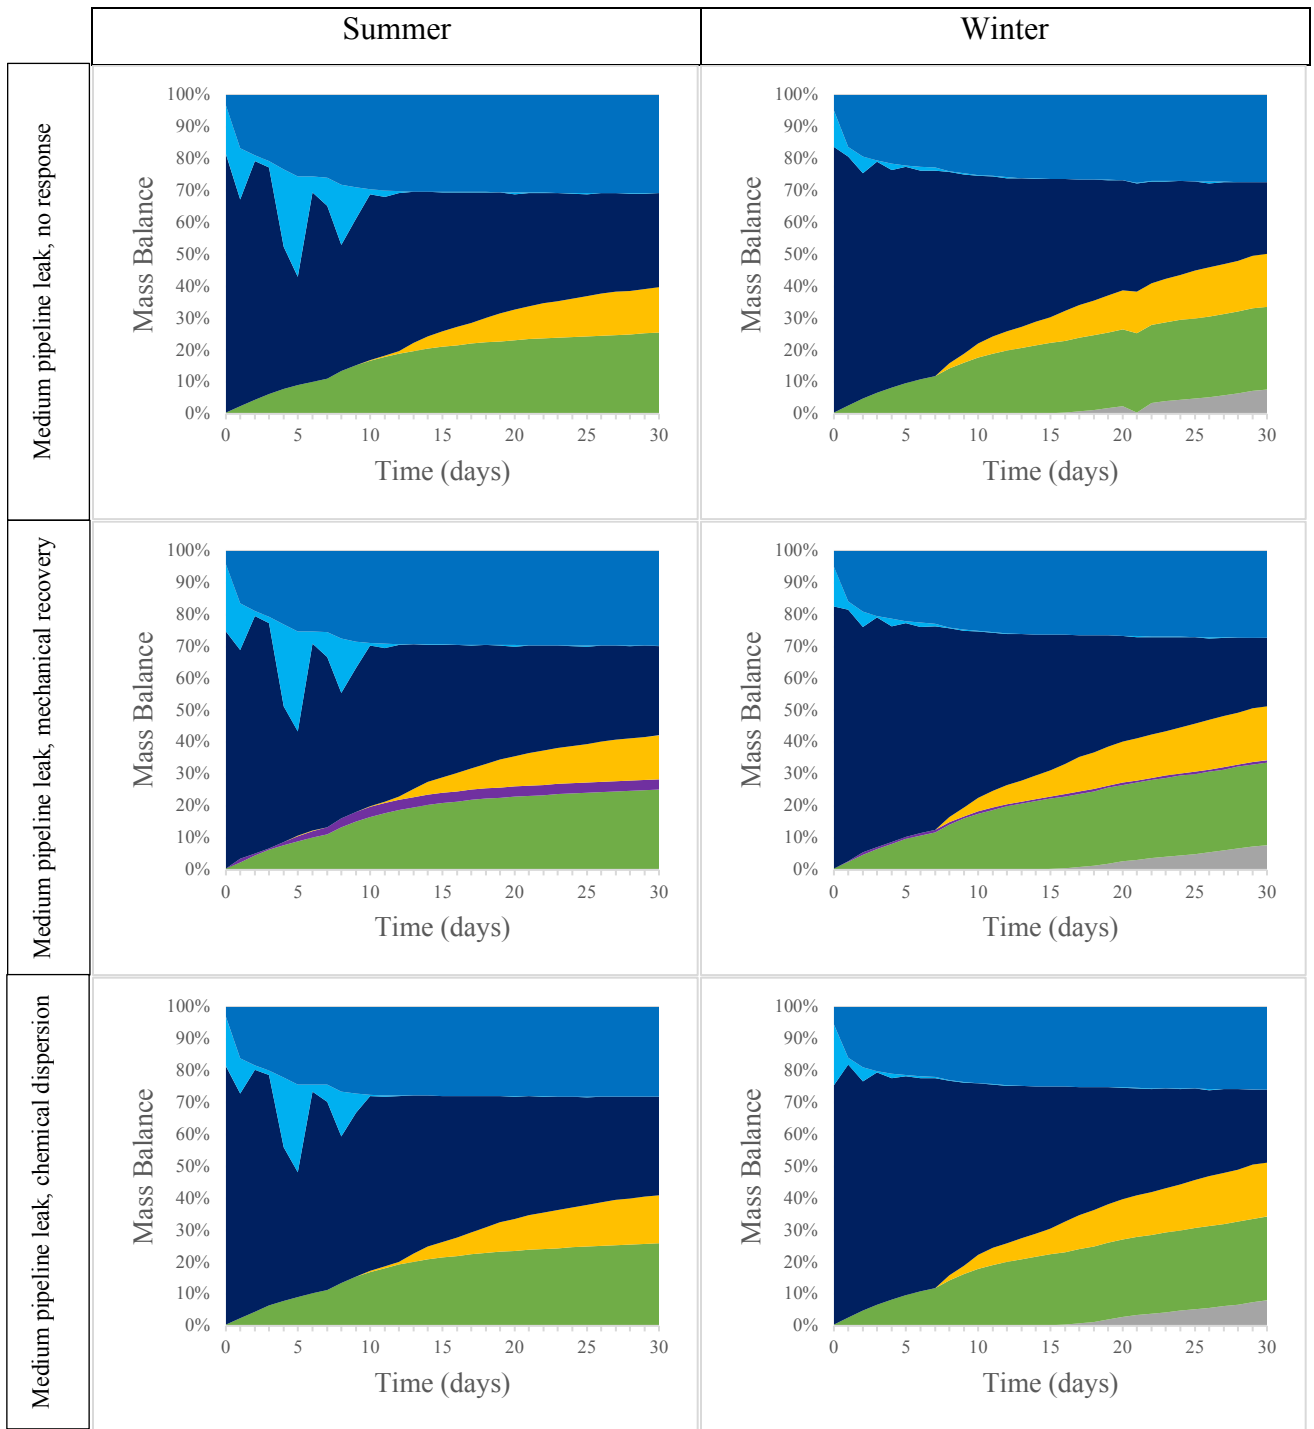 Summer
Winter
Medium pipeline leak, no response
100%
90%
80%
70%
60%
50%
40%
30%
20%
10%
0%
Mass Balance
0 5 10 15 20 25 30
Time (days)
100%
90%
80%
70%
60%
50%
40%
30%
20%
10%
0%
Mass Balance
0 5 10 15 20 25 30
Time (days)
Medium pipeline leak, mechanical recovery
100%
90%
80%
70%
60%
50%
40%
30%
20%
10%
0%
Mass Balance
0 5 10 15 20 25 30
Time (days)
100%
90%
80%
70%
60%
50%
40%
30%
20%
10%
0%
Mass Balance
0 5 10 15 20 25 30
Time (days)
Medium pipeline leak, chemical dispersion
100%
90%
80%
70%
60%
50%
40%
30%
20%
10%
0%
Mass Balance
0 5 10 15 20 25 30
Time (days)
100%
90%
80%
70%
60%
50%
40%
30%
20%
10%
0%
Mass Balance
0 5 10 15 20 25 30
Time (days)